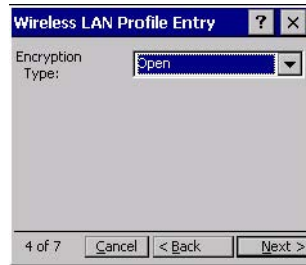 Wireless LAN Profile Entry ? ×
Encryption Type: Open
4 of 7 Cancel < Back Next >